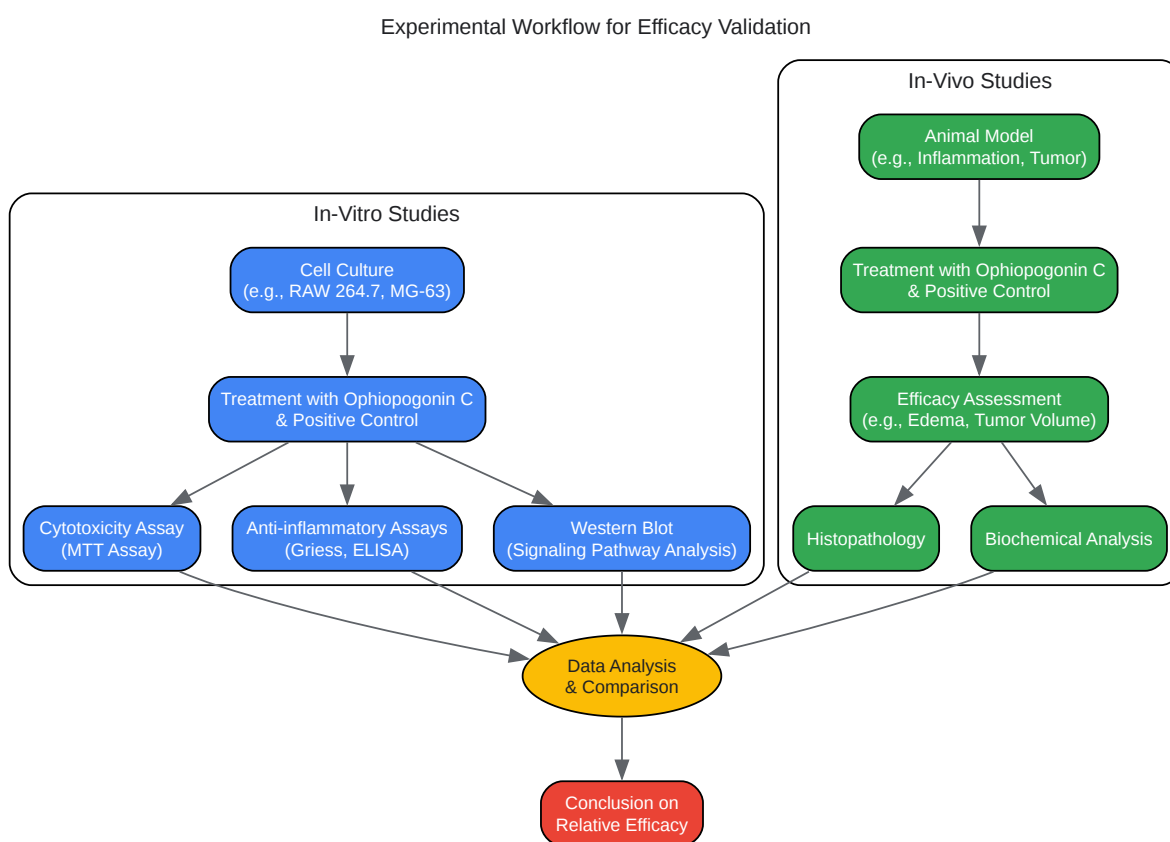 Experimental Workflow for Efficacy Validation
In-Vitro Studies
Cell Culture
(e.g., RAW 264.7, MG-63)
Treatment with Ophiopogonin C
& Positive Control
Cytotoxicity Assay
(MTT Assay)
Anti-inflammatory Assays
(Griess, ELISA)
Western Blot
(Signaling Pathway Analysis)
In-Vivo Studies
Animal Model
(e.g., Inflammation, Tumor)
Treatment with Ophiopogonin C
& Positive Control
Efficacy Assessment
(e.g., Edema, Tumor Volume)
Histopathology
Biochemical Analysis
Data Analysis
& Comparison
Conclusion on
Relative Efficacy